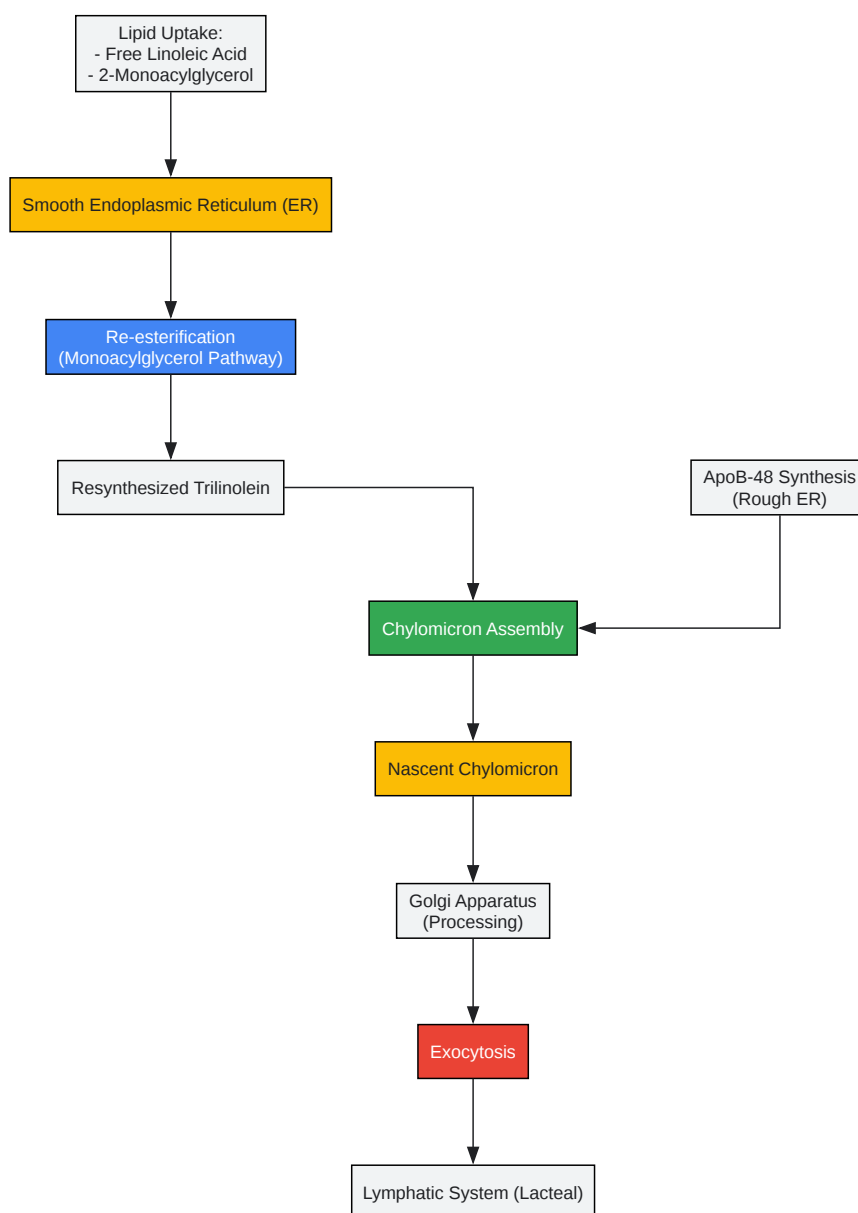 Lipid Uptake:
- Free Linoleic Acid
- 2-Monoacylglycerol
Smooth Endoplasmic Reticulum (ER)
Re-esterification
(Monoacylglycerol Pathway)
Resynthesized Trilinolein
ApoB-48 Synthesis
(Rough ER)
Chylomicron Assembly
Nascent Chylomicron
Golgi Apparatus
(Processing)
Exocytosis
Lymphatic System (Lacteal)